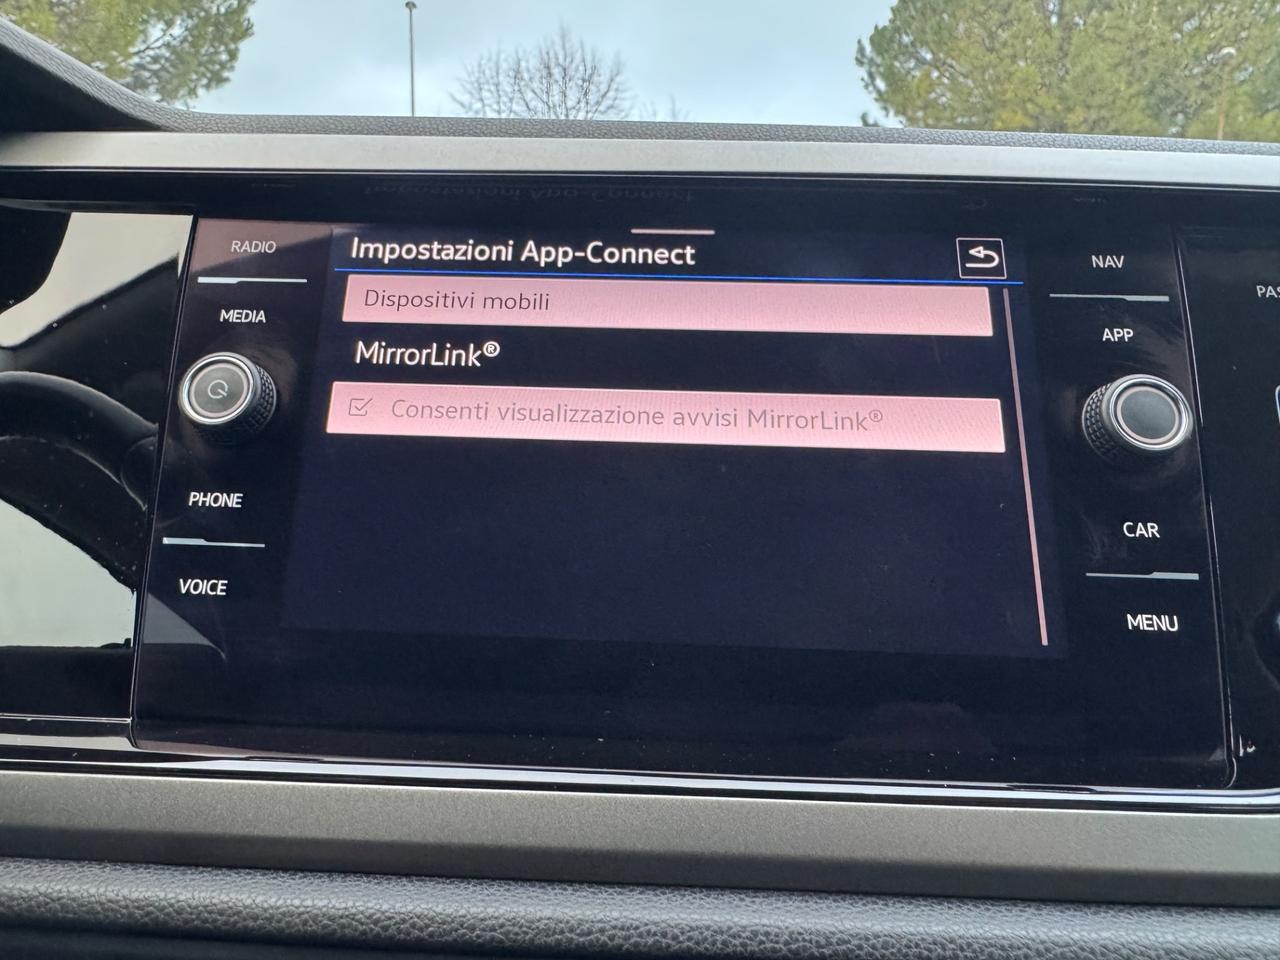 RADIO
MEDIA
PHONE
VOICE
Impostazioni App-Connect
Dispositivi mobili
MirrorLink®
Consenti visualizzazione avvisi MirrorLink®
NAV
APP
CAR
MENU